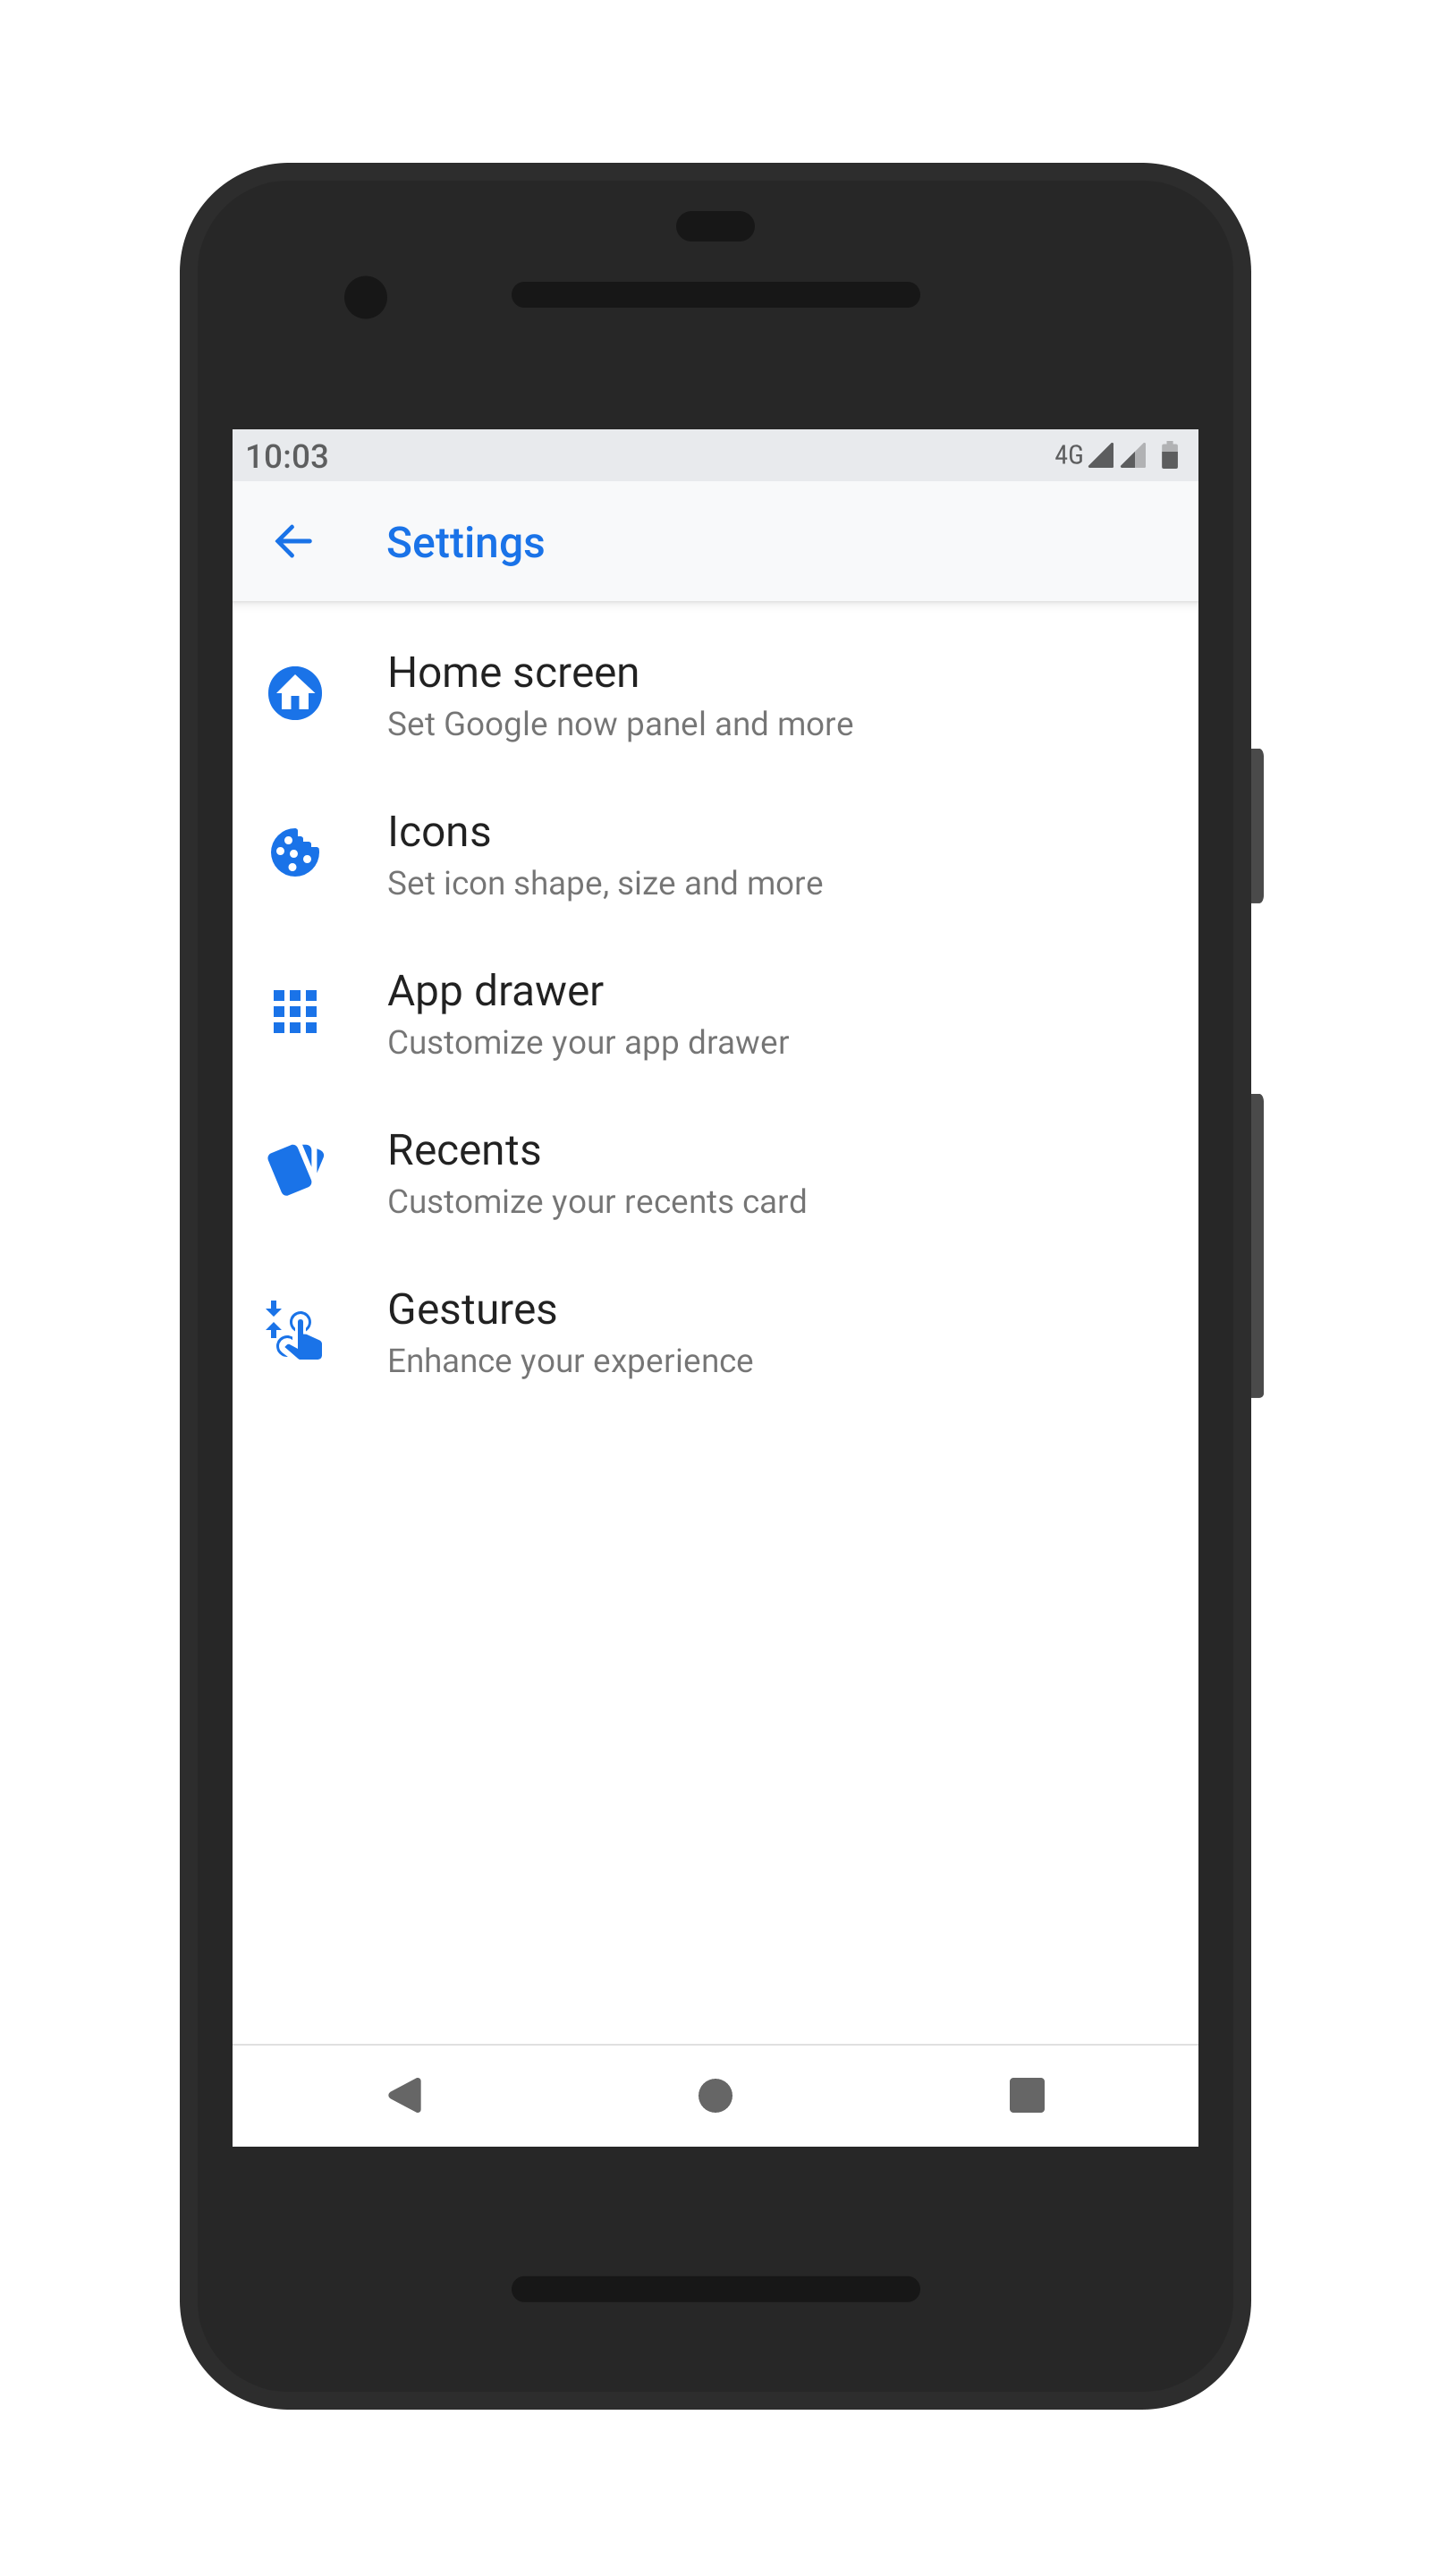 10:03
4G
Settings
Home screen
Set Google now panel and more
Icons
Set icon shape, size and more
App drawer
Customize your app drawer
Recents
Customize your recents card
Gestures
Enhance your experience